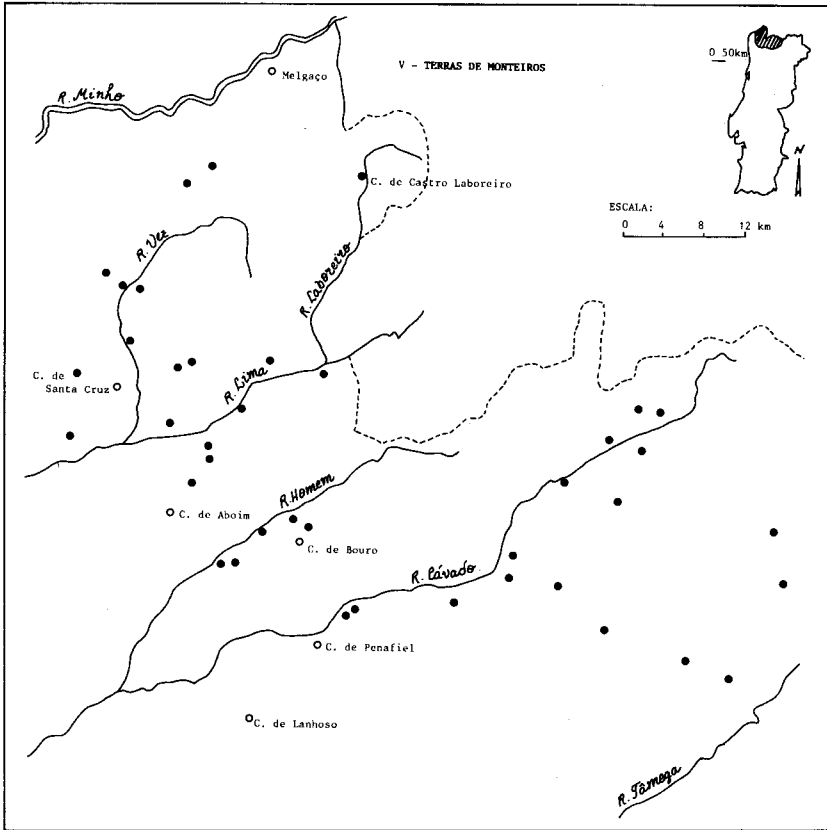 V - TERRAS DE MONTEIROS
0 50km
N
Melgaço
R. Minho
C. de Castro Laboreiro
ESCALA:
0 4 8 12 km
R. Vez
R. Laboreiro
C. de
Santa Cruz
R. Lima
R. Homem
C. de Aboim
C. de Bouro
R. Cávado
C. de Penafiel
C. de Lanhoso
R. Tâmega